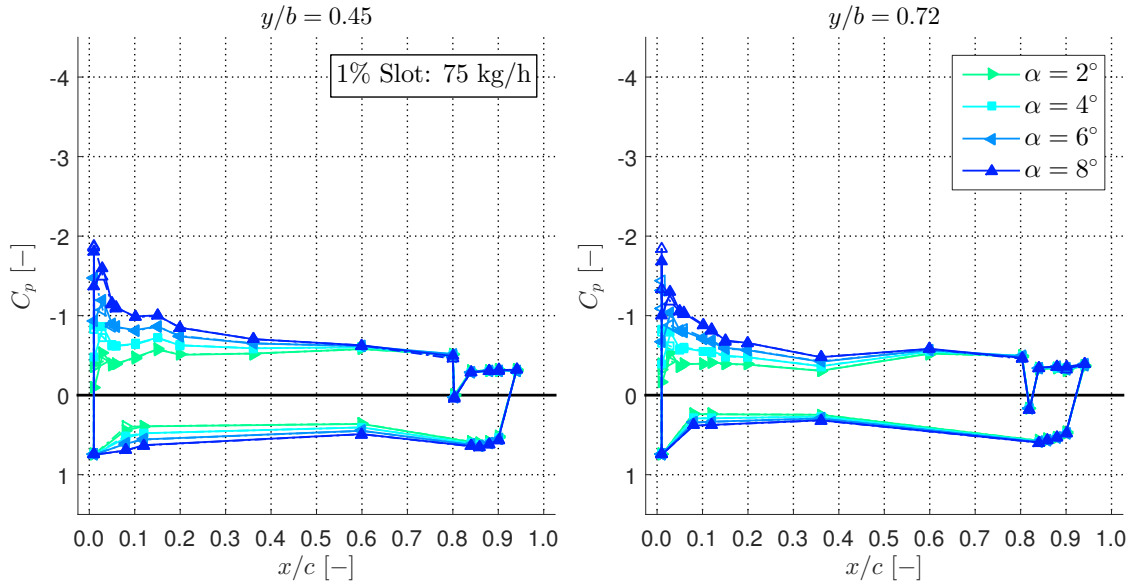 y/b = 0.45
1% Slot: 75 kg/h
-4
-3
-2
-1
0
1
C_p [−]
0.0 0.1 0.2 0.3 0.4 0.5 0.6 0.7 0.8 0.9 1.0
x/c [−]
y/b = 0.72
α = 2°
α = 4°
α = 6°
α = 8°
-4
-3
-2
-1
0
1
C_p [−]
0.0 0.1 0.2 0.3 0.4 0.5 0.6 0.7 0.8 0.9 1.0
x/c [−]